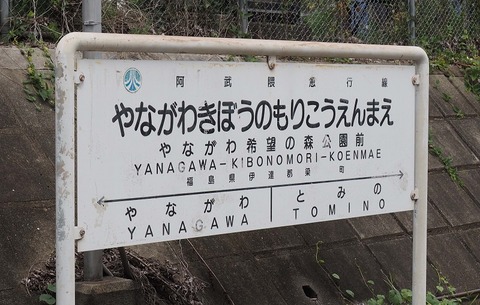 阿武隈急行線
やながわきぼうのもりこうえんまえ
やながわ希望の森公園前
YANAGAWA-KIBONOMORI-KOENMAE
福島県伊達郡梁川町
やながわ とみの
YANAGAWA TOMINO